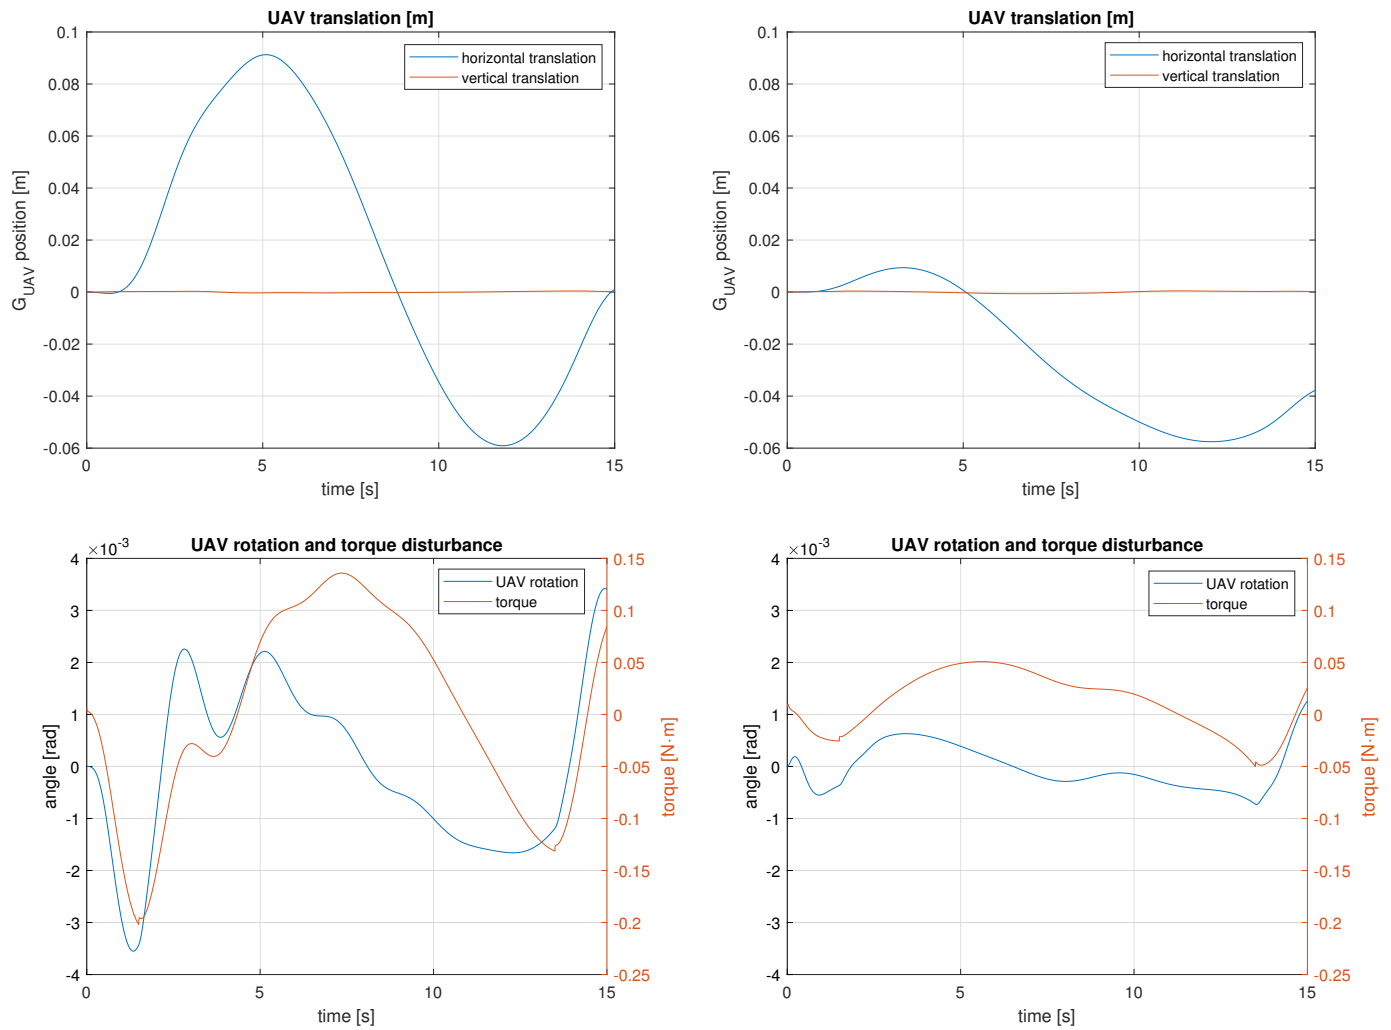 UAV translation [m]
0.1
0.08
0.06
0.04
0.02
0
-0.02
-0.04
-0.06
G_UAV position [m]
horizontal translation
vertical translation
0 5 10 15
time [s]
UAV translation [m]
0.1
0.08
0.06
0.04
0.02
0
-0.02
-0.04
-0.06
G_UAV position [m]
horizontal translation
vertical translation
0 5 10 15
time [s]
UAV rotation and torque disturbance
×10^-3
4
3
2
1
0
-1
-2
-3
-4
angle [rad]
UAV rotation
torque
0.15
0.1
0.05
0
-0.05
-0.1
-0.15
-0.2
-0.25
torque [N·m]
0 5 10 15
time [s]
UAV rotation and torque disturbance
×10^-3
4
3
2
1
0
-1
-2
-3
-4
angle [rad]
UAV rotation
torque
0.15
0.1
0.05
0
-0.05
-0.1
-0.15
-0.2
-0.25
torque [N·m]
0 5 10 15
time [s]